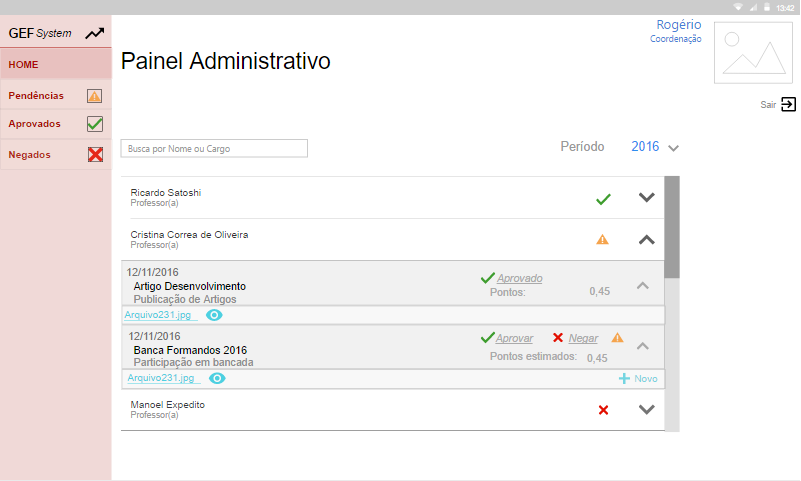 13:42
GEF System
HOME
Pendências
Aprovados
Negados
Rogério
Coordenação
Sair
Painel Administrativo
Busca por Nome ou Cargo
Período 2016
Ricardo Satoshi
Professor(a)
Cristina Correa de Oliveira
Professor(a)
12/11/2016
Aprovado
Artigo Desenvolvimento
Pontos: 0,45
Publicação de Artigos
Arquivo231.jpg
12/11/2016
Aprovar Negar
Banca Formandos 2016
Pontos estimados: 0,45
Participação em bancada
Arquivo231.jpg
Novo
Manoel Expedito
Professor(a)